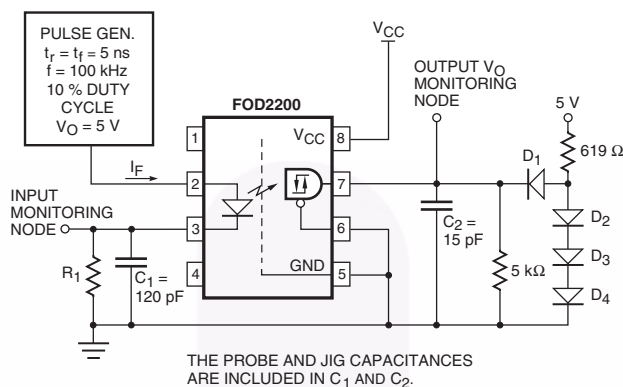 PULSE GEN.
tr = tf = 5 ns
f = 100 kHz
10 % DUTY
CYCLE
VO = 5 V
VCC
OUTPUT VO
MONITORING
NODE
5 V
FOD2200
619 Ω
1
VCC
8
D1
IF
2
7
D2
INPUT
MONITORING
NODE
3
6
C2 =
15 pF
D3
R1
C1 =
120 pF
4
GND
5
5 kΩ
D4
THE PROBE AND JIG CAPACITANCES
ARE INCLUDED IN C1 AND C2.